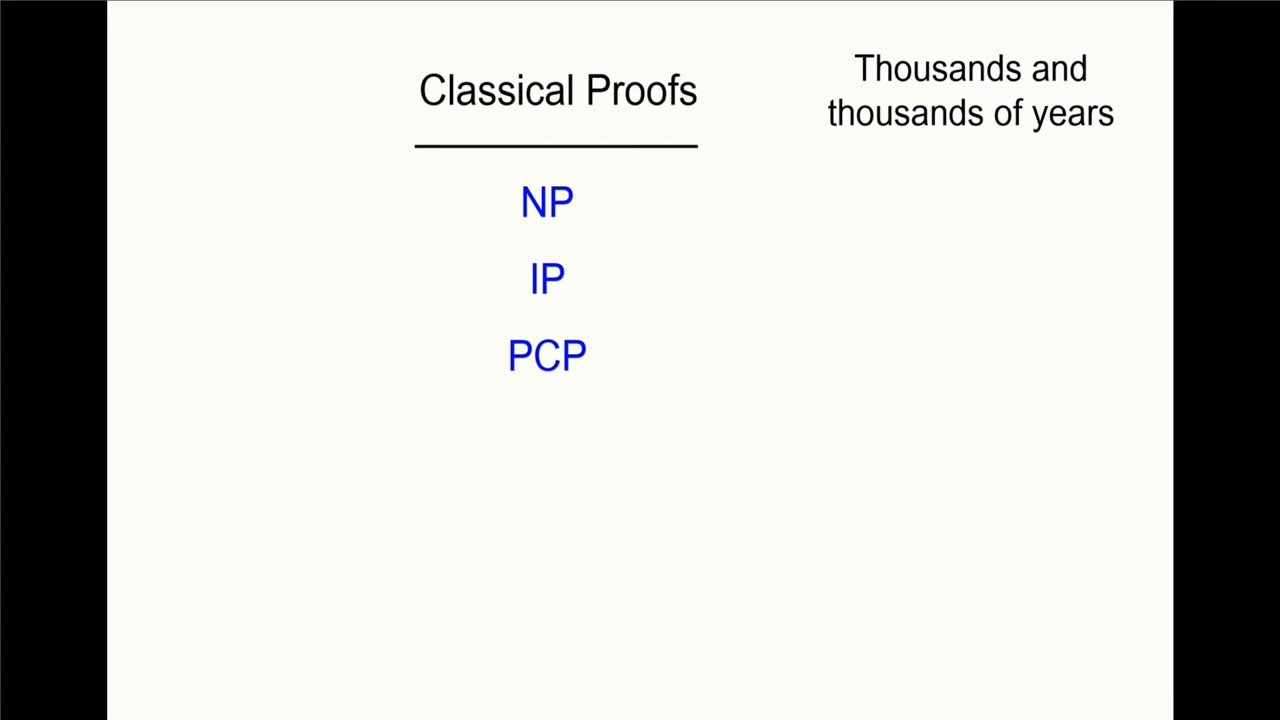 Classical Proofs
Thousands and
thousands of years
NP
IP
PCP